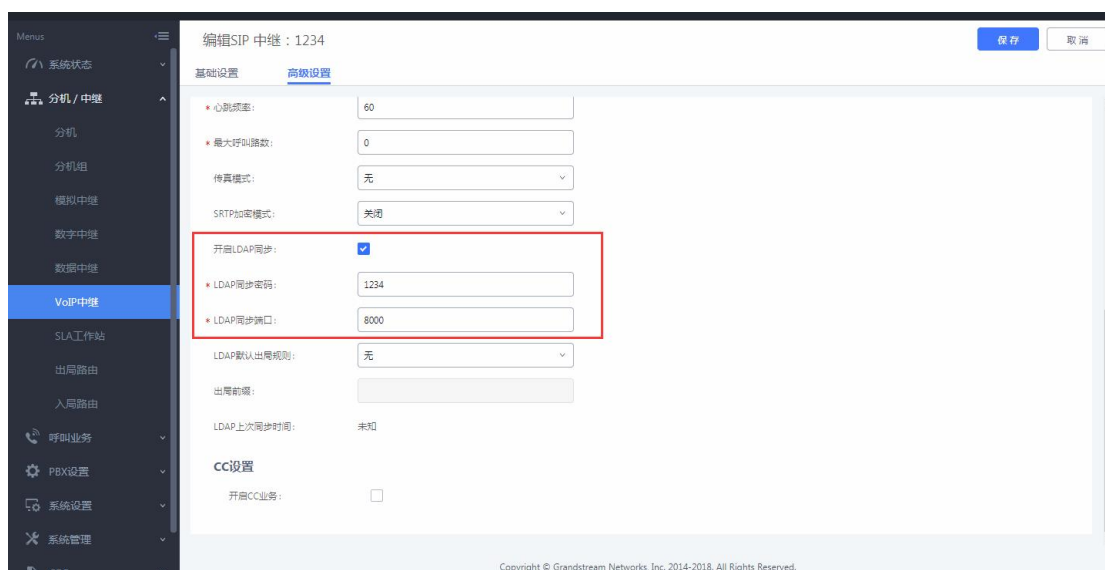 Menus
编辑SIP 中继：1234
保存
取消
系统状态
基础设置
高级设置
分机 / 中继
* 心跳频率：
60
分机
* 最大呼叫路数：
0
分机组
传真模式：
无
模拟中继
SRTP加密模式：
关闭
数字中继
开启LDAP同步：
数据中继
* LDAP同步密码：
1234
VoIP中继
* LDAP同步端口：
8000
SLA工作站
LDAP默认出局规则：
无
出局路由
出局前缀：
入局路由
LDAP上次同步时间：
未知
呼叫业务
CC设置
PBX设置
开启CC业务：
系统设置
系统管理
Copyright © Grandstream Networks, Inc. 2014-2018. All Rights Reserved.